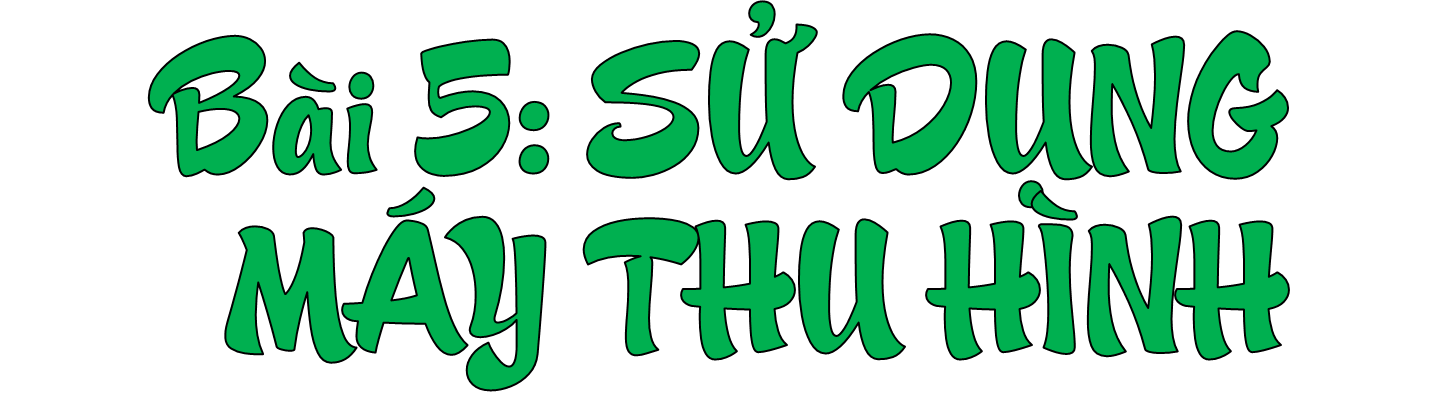 Bài 5: SỬ DỤNG
MÁY THU HÌNH